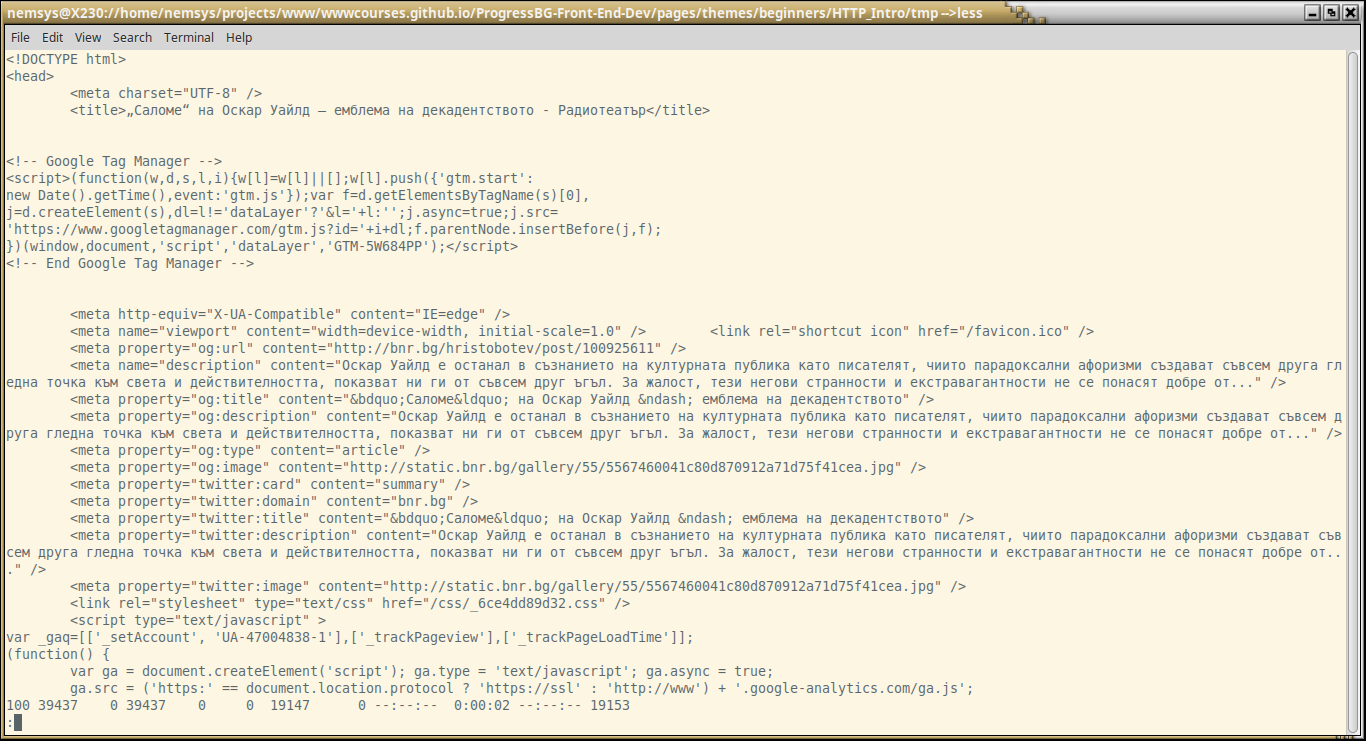 nemsys@X230://home/nemsys/projects/www/wwwcourses.github.io/ProgressBG-Front-End-Dev/pages/themes/beginners/HTTP_Intro/tmp -->less
File Edit View Search Terminal Help
<!DOCTYPE html>
<head>
        <meta charset="UTF-8" />
        <title>„Саломе“ на Оскар Уайлд – емблема на декадентството - Радиотеатър</title>
<!-- Google Tag Manager -->
<script>(function(w,d,s,l,i){w[l]=w[l]||[];w[l].push({'gtm.start':
new Date().getTime(),event:'gtm.js'});var f=d.getElementsByTagName(s)[0],
j=d.createElement(s),dl=l!='dataLayer'?'&l='+l:'';j.async=true;j.src=
'https://www.googletagmanager.com/gtm.js?id='+i+dl;f.parentNode.insertBefore(j,f);
})(window,document,'script','dataLayer','GTM-5W684PP');</script>
<!-- End Google Tag Manager -->
        <meta http-equiv="X-UA-Compatible" content="IE=edge" />
        <meta name="viewport" content="width=device-width, initial-scale=1.0" />        <link rel="shortcut icon" href="/favicon.ico" />
        <meta property="og:url" content="http://bnr.bg/hristobotev/post/100925611" />
        <meta name="description" content="Оскар Уайлд е останал в съзнанието на културната публика като писателят, чиито парадоксални афоризми създават съвсем друга гл
една точка към света и действителността, показват ни ги от съвсем друг ъгъл. За жалост, тези негови странности и екстравагантности не се понасят добре от..." />
        <meta property="og:title" content="&bdquo;Саломе&ldquo; на Оскар Уайлд &ndash; емблема на декадентството" />
        <meta property="og:description" content="Оскар Уайлд е останал в съзнанието на културната публика като писателят, чиито парадоксални афоризми създават съвсем д
руга гледна точка към света и действителността, показват ни ги от съвсем друг ъгъл. За жалост, тези негови странности и екстравагантности не се понасят добре от..." />
        <meta property="og:type" content="article" />
        <meta property="og:image" content="http://static.bnr.bg/gallery/55/5567460041c80d870912a71d75f41cea.jpg" />
        <meta property="twitter:card" content="summary" />
        <meta property="twitter:domain" content="bnr.bg" />
        <meta property="twitter:title" content="&bdquo;Саломе&ldquo; на Оскар Уайлд &ndash; емблема на декадентството" />
        <meta property="twitter:description" content="Оскар Уайлд е останал в съзнанието на културната публика като писателят, чиито парадоксални афоризми създават съв
сем друга гледна точка към света и действителността, показват ни ги от съвсем друг ъгъл. За жалост, тези негови странности и екстравагантности не се понасят добре от..
." />
        <meta property="twitter:image" content="http://static.bnr.bg/gallery/55/5567460041c80d870912a71d75f41cea.jpg" />
        <link rel="stylesheet" type="text/css" href="/css/_6ce4dd89d32.css" />
        <script type="text/javascript" >
var _gaq=[['_setAccount', 'UA-47004838-1'],['_trackPageview'],['_trackPageLoadTime']];
(function() {
        var ga = document.createElement('script'); ga.type = 'text/javascript'; ga.async = true;
        ga.src = ('https:' == document.location.protocol ? 'https://ssl' : 'http://www') + '.google-analytics.com/ga.js';
100 39437    0 39437    0     0  19147      0 --:--:--  0:00:02 --:--:-- 19153
: